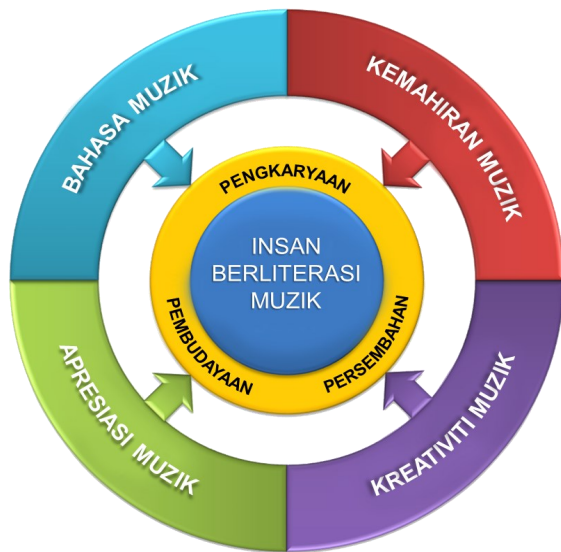 BAHASA MUZIK
KEMAHIRAN MUZIK
PENGKARYAAN
INSAN
BERLITERASI
MUZIK
PEMBUDAYAAN
PERSEMBAHAN
APRESIASI MUZIK
KREATIVITI MUZIK